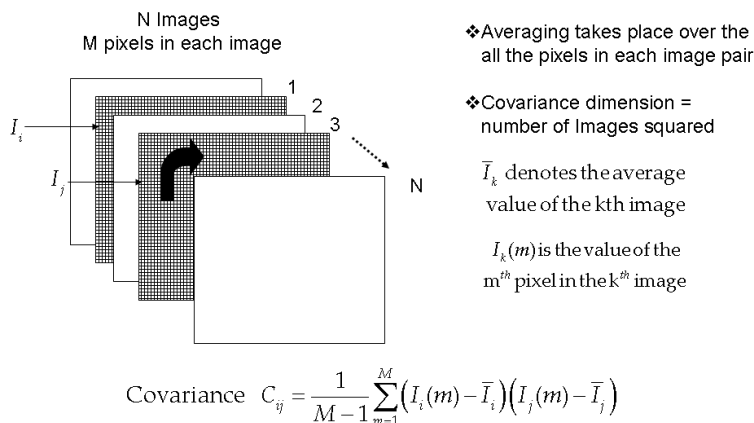 N Images
M pixels in each image
1
2
3
N
I_i
I_j
❖Averaging takes place over the
all the pixels in each image pair
❖Covariance dimension =
number of Images squared
Ī_k denotes the average
value of the kth image
I_k(m) is the value of the
m^th pixel in the k^th image
Covariance C_ij = 1/(M−1) ∑_{m=1}^{M} (I_i(m) − Ī_i)(I_j(m) − Ī_j)